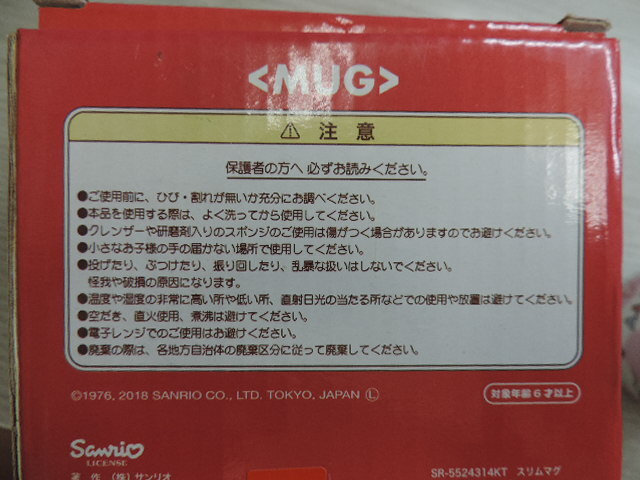 <MUG>
⚠ 注意
保護者の方へ 必ずお読みください。
●ご使用前に、ひび・割れが無いか充分にお調べください。
●本品を使用する際は、よく洗ってから使用してください。
●クレンザーや研磨剤入りのスポンジのご使用は傷がつく場合がありますのでお避けください。
●小さなお子様の手の届かない場所で使用してください。
●投げたり、ぶつけたり、振り回したり、乱暴な扱いはしないでください。
怪我や破損の原因になります。
●温度や湿度の非常に高い所や低い所、直射日光の当たる所などでの使用や放置は避けてください。
●空だき、直火使用、煮沸は避けてください。
●電子レンジでのご使用はお避けください。
●廃棄の際は、各地方自治体の廃棄区分に従って廃棄してください。
©1976, 2018 SANRIO CO., LTD. TOKYO, JAPAN Ⓛ
対象年齢6才以上
Sanrio
LICENSE
著作 (株) サンリオ
SR-5524314KT スリムマグ